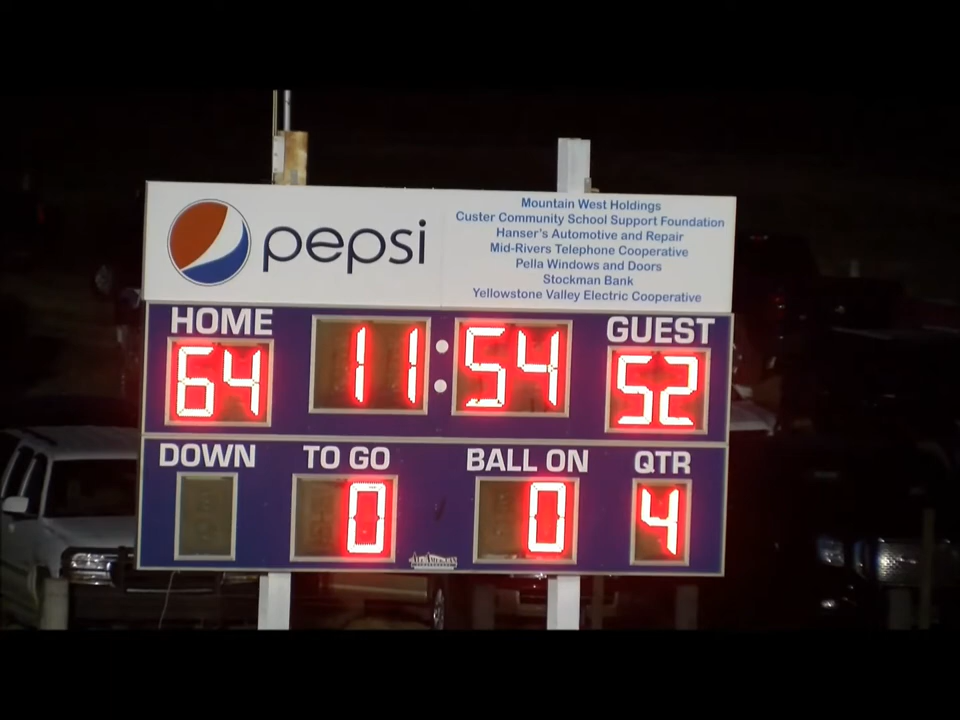 pepsi
Mountain West Holdings
Custer Community School Support Foundation
Hanser's Automotive and Repair
Mid-Rivers Telephone Cooperative
Pella Windows and Doors
Stockman Bank
Yellowstone Valley Electric Cooperative
HOME
GUEST
64 11:54 52
DOWN TO GO BALL ON QTR
0 0 4